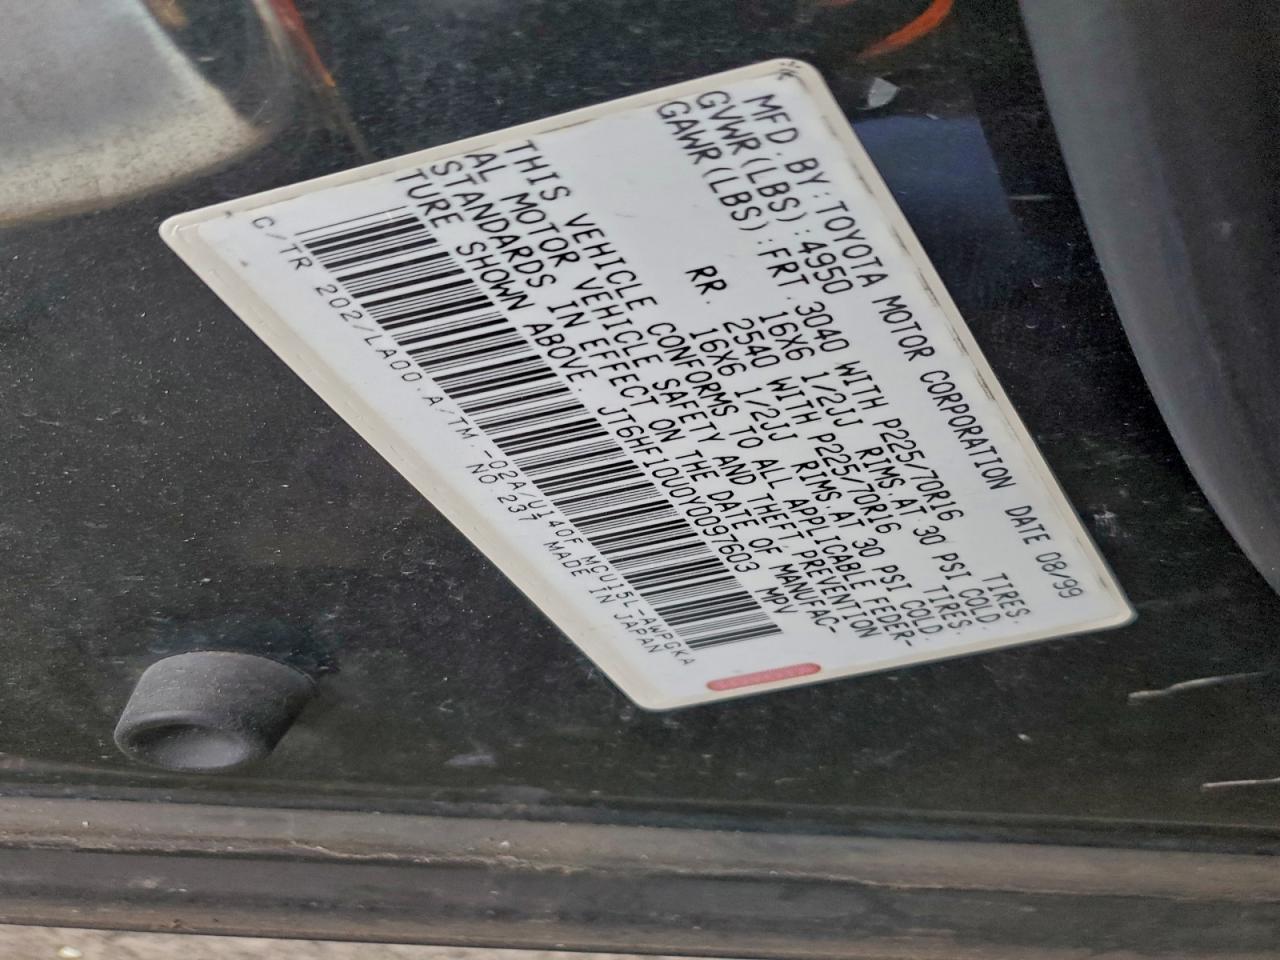 MFD. BY: TOYOTA MOTOR CORPORATION DATE 08/99
GVWR(LBS):4950
GAWR(LBS):FRT. 3040 WITH P225/70R16 TIRES.
16X6 1/2JJ RIMS.AT 30 PSI COLD
RR. 2540 WITH P225/70R16 TIRES.
16X6 1/2JJ RIMS.AT 30 PSI COLD.
THIS VEHICLE CONFORMS TO ALL APPLICABLE FEDER-
AL MOTOR VEHICLE SAFETY AND THEFT PREVENTION
STANDARDS IN EFFECT ON THE DATE OF MANUFAC-
TURE SHOWN ABOVE JT6HF10U0Y0097603 MPV
C/TR 202/LA00 A/TM -02A/U140F MCU15L-AWPGKA
NO 237 MADE IN JAPAN